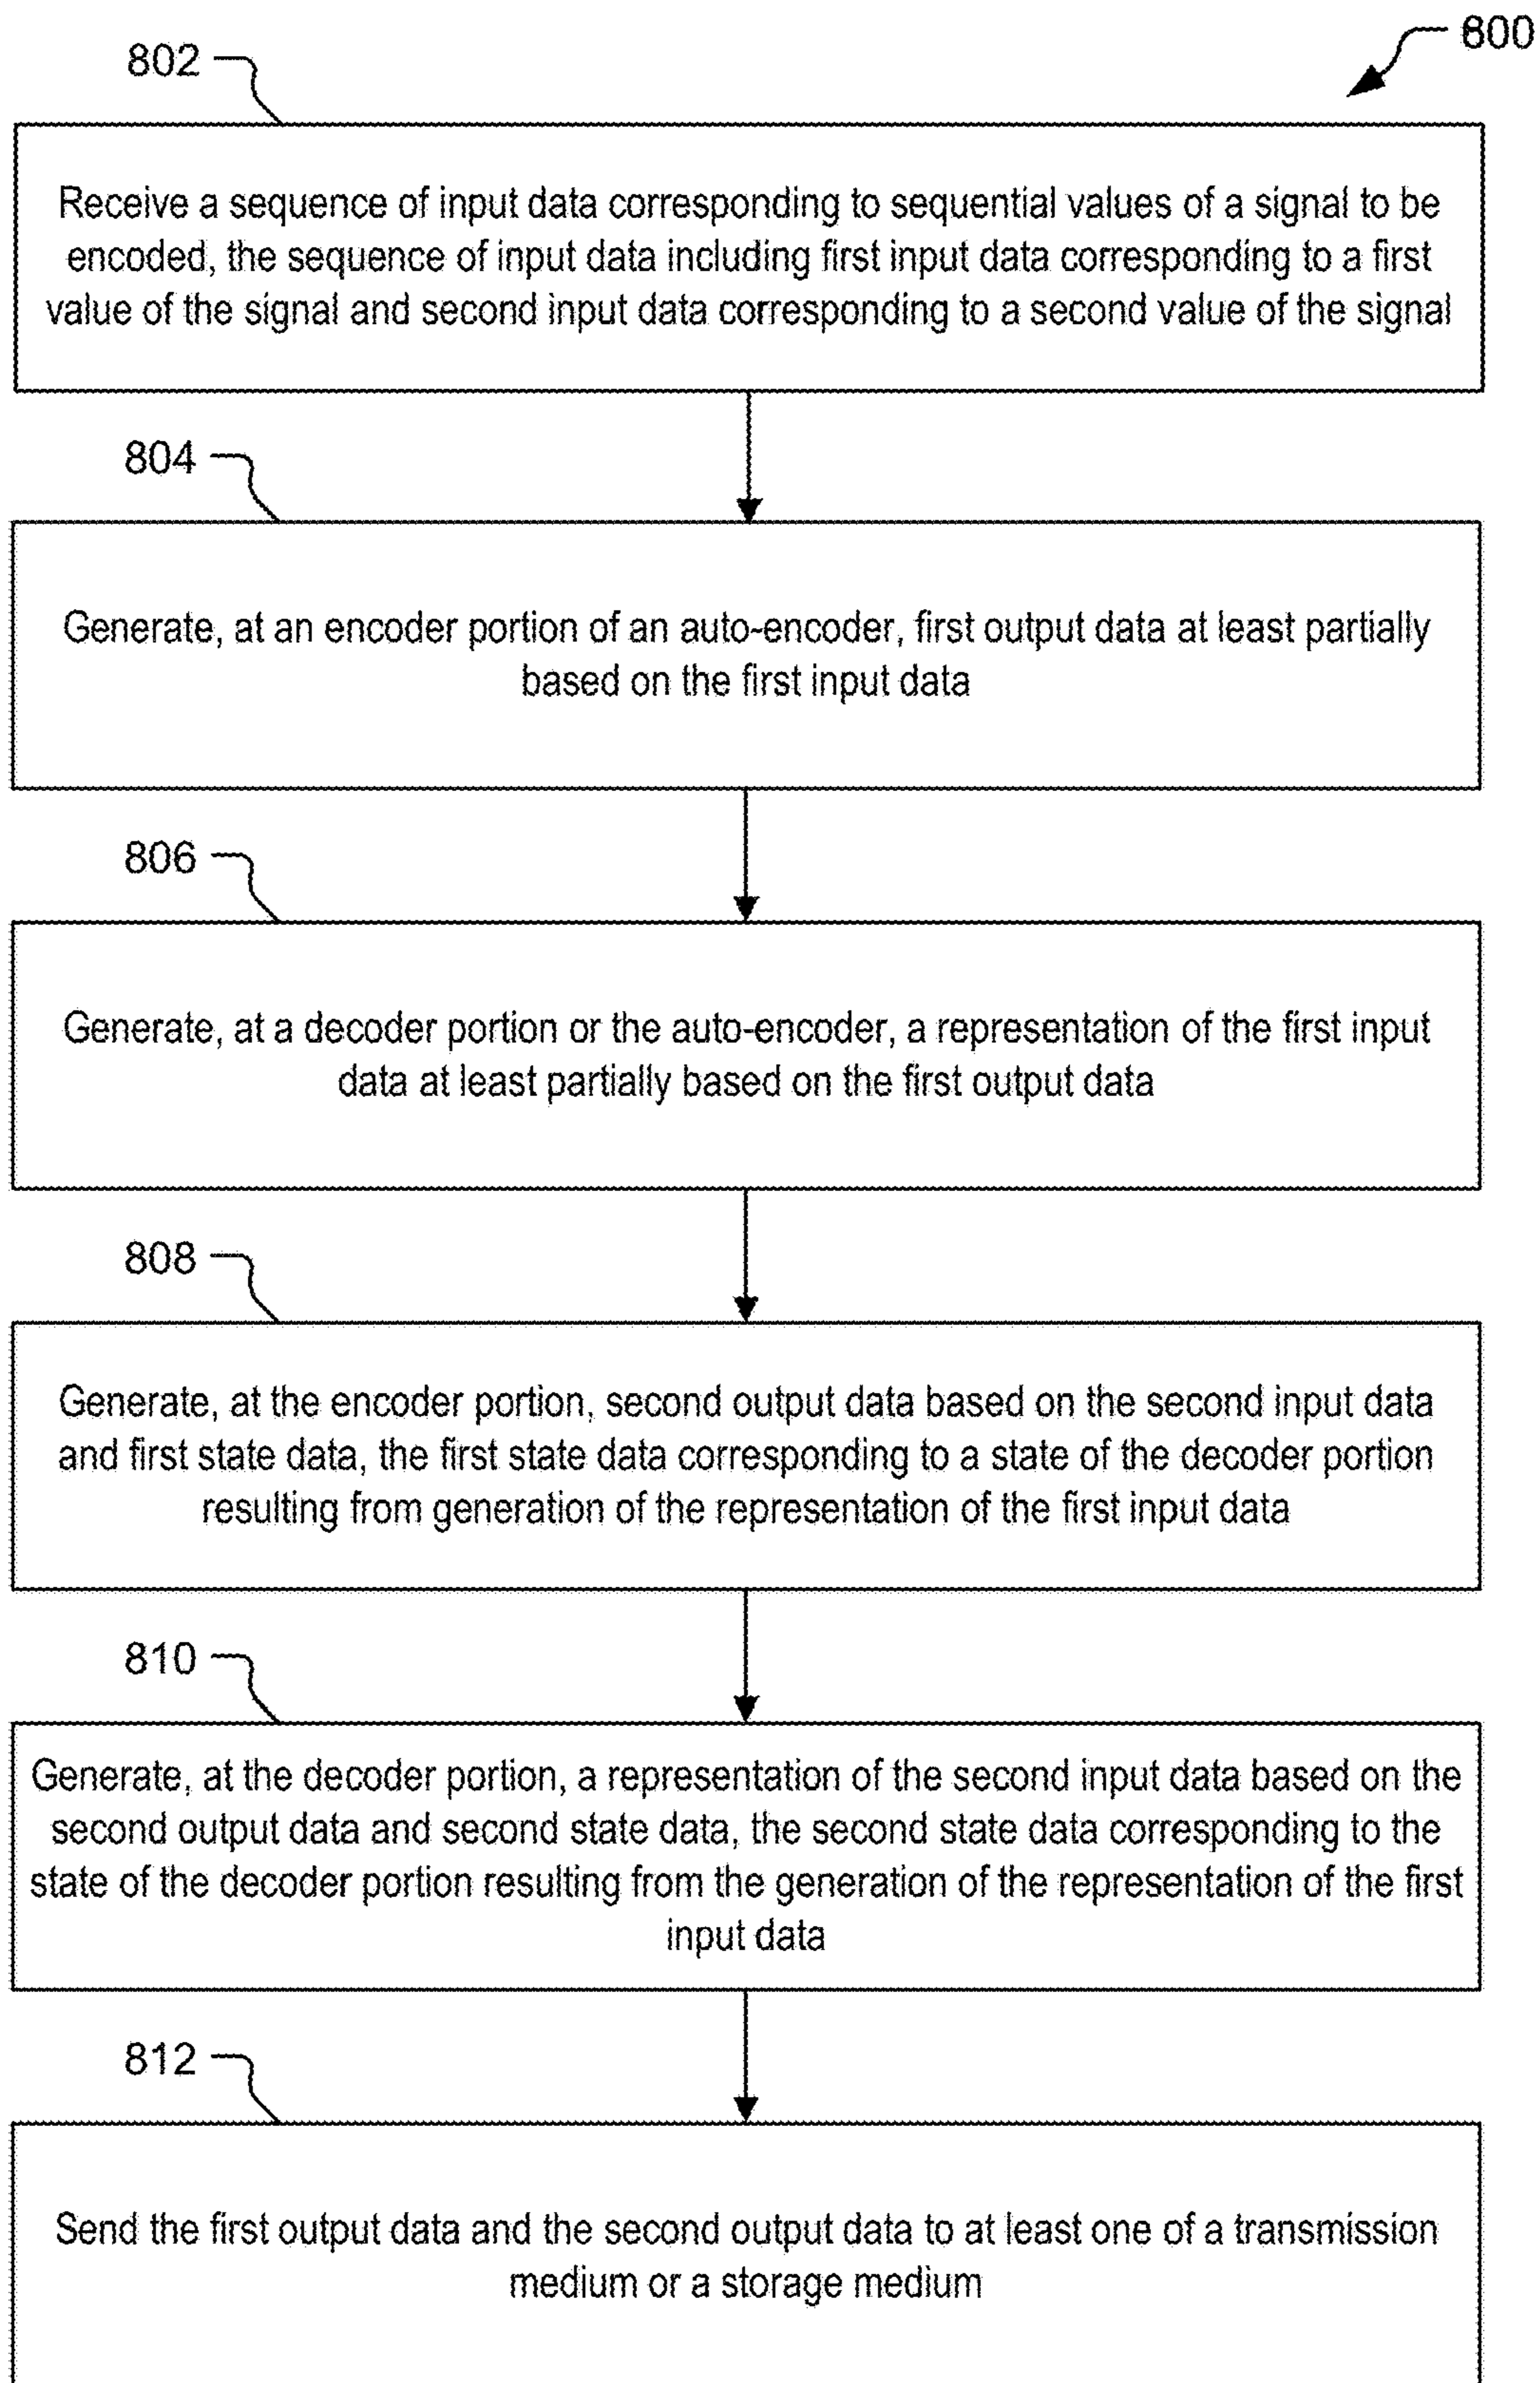 800
802
Receive a sequence of input data corresponding to sequential values of a signal to be
encoded, the sequence of input data including first input data corresponding to a first
value of the signal and second input data corresponding to a second value of the signal
804
Generate, at an encoder portion of an auto-encoder, first output data at least partially
based on the first input data
806
Generate, at a decoder portion or the auto-encoder, a representation of the first input
data at least partially based on the first output data
808
Generate, at the encoder portion, second output data based on the second input data
and first state data, the first state data corresponding to a state of the decoder portion
resulting from generation of the representation of the first input data
810
Generate, at the decoder portion, a representation of the second input data based on the
second output data and second state data, the second state data corresponding to the
state of the decoder portion resulting from the generation of the representation of the first
input data
812
Send the first output data and the second output data to at least one of a transmission
medium or a storage medium